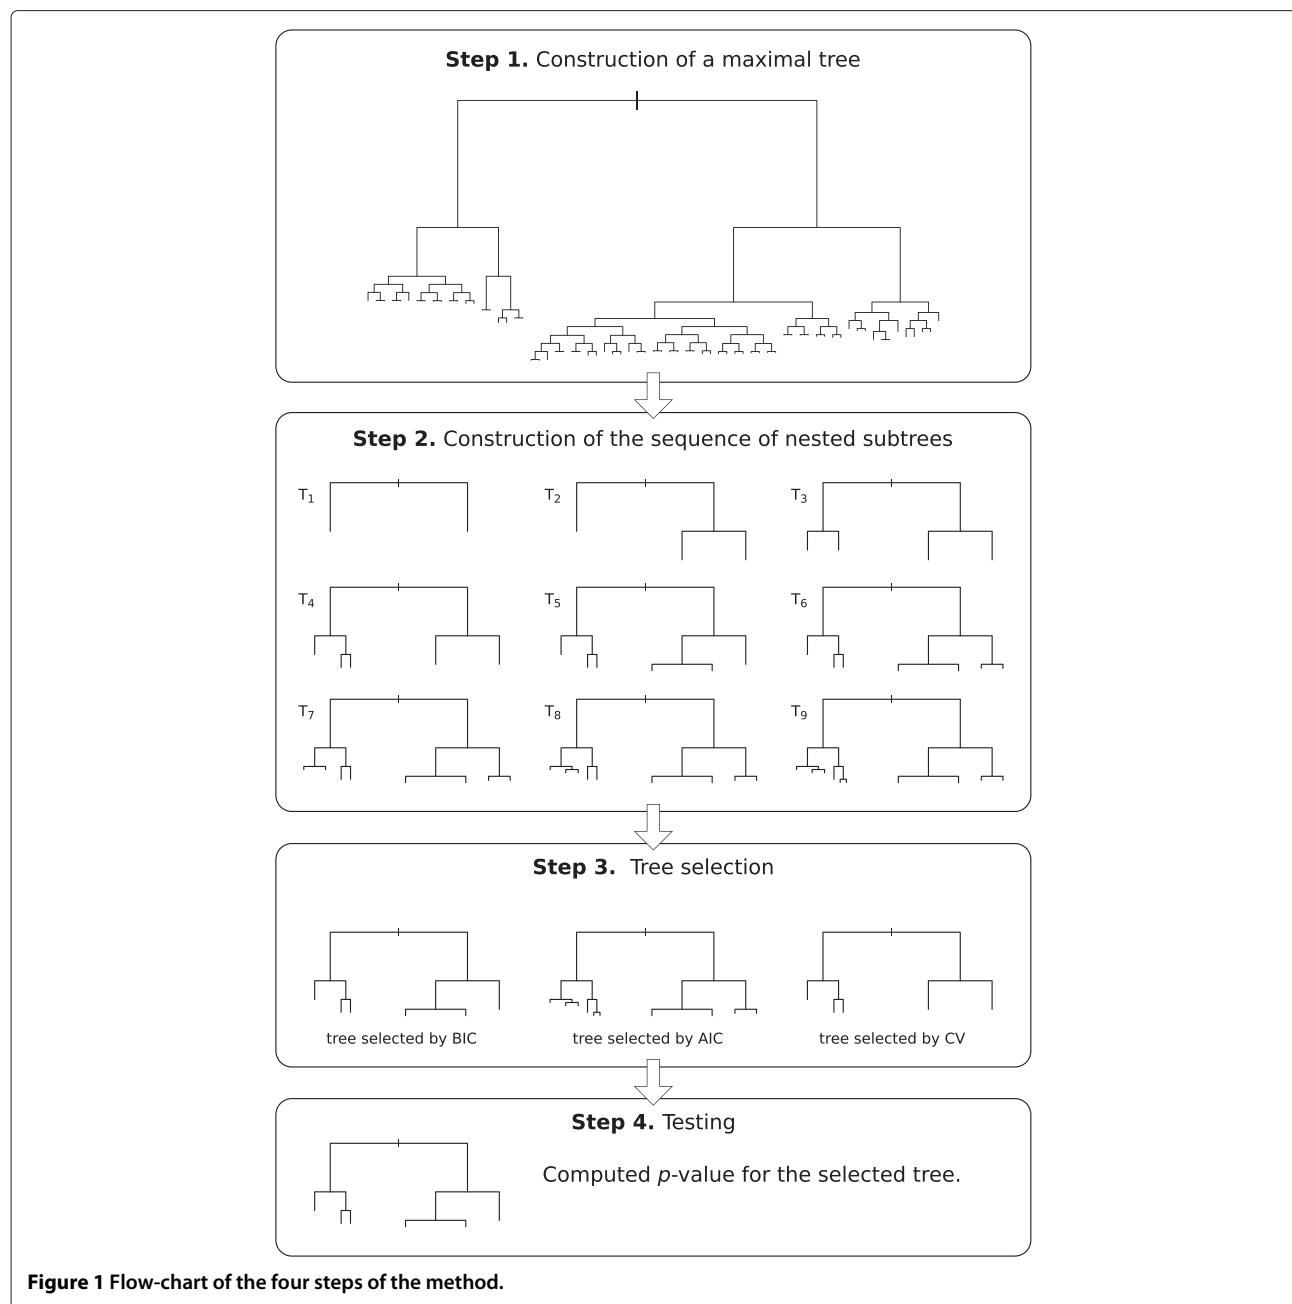 Step 1. Construction of a maximal tree
Step 2. Construction of the sequence of nested subtrees
T1 T2 T3
T4 T5 T6
T7 T8 T9
Step 3. Tree selection
tree selected by BIC tree selected by AIC tree selected by CV
Step 4. Testing
Computed p-value for the selected tree.
Figure 1 Flow-chart of the four steps of the method.